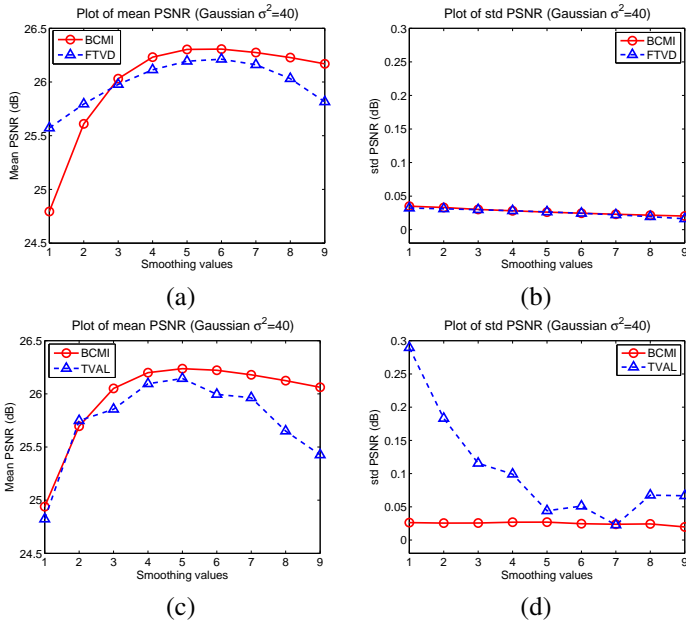 Plot of mean PSNR (Gaussian σ²=40)
26.5
26
25.5
25
24.5
Mean PSNR (dB)
BCMI
FTVD
1 2 3 4 5 6 7 8 9
Smoothing values
(a)
Plot of std PSNR (Gaussian σ²=40)
0.3
0.25
0.2
0.15
0.1
0.05
0
std PSNR (dB)
BCMI
FTVD
1 2 3 4 5 6 7 8 9
Smoothing values
(b)
Plot of mean PSNR (Gaussian σ²=40)
26.5
26
25.5
25
24.5
Mean PSNR (dB)
BCMI
TVAL
1 2 3 4 5 6 7 8 9
Smoothing values
(c)
Plot of std PSNR (Gaussian σ²=40)
0.3
0.25
0.2
0.15
0.1
0.05
0
std PSNR (dB)
BCMI
TVAL
1 2 3 4 5 6 7 8 9
Smoothing values
(d)